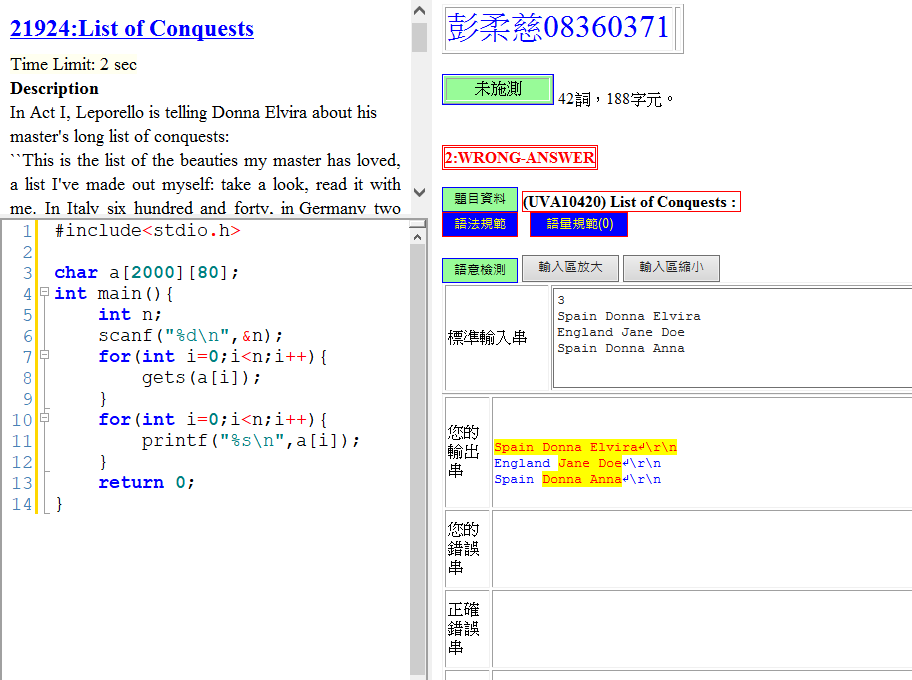 21924:List of Conquests
Time Limit: 2 sec
Description
In Act I, Leporello is telling Donna Elvira about his
master's long list of conquests:
``This is the list of the beauties my master has loved,
a list I've made out myself: take a look, read it with
me. In Italy six hundred and forty, in Germany two
1 #include<stdio.h>
2
3 char a[2000][80];
4 int main(){
5 int n;
6 scanf("%d\n",&n);
7 for(int i=0;i<n;i++){
8 gets(a[i]);
9 }
10 for(int i=0;i<n;i++){
11 printf("%s\n",a[i]);
12 }
13 return 0;
14 }
彭柔慈08360371
未施測 42詞，188字元。
2:WRONG-ANSWER
題目資料 (UVA10420) List of Conquests :
語法規範 語量規範(0)
語意檢測 輸入區放大 輸入區縮小
標準輸入串
3
Spain Donna Elvira
England Jane Doe
Spain Donna Anna
您的
輸出
串
Spain Donna Elvira↲\r\n
England Jane Doe↲\r\n
Spain Donna Anna↲\r\n
您的
錯誤
串
正確
錯誤
串